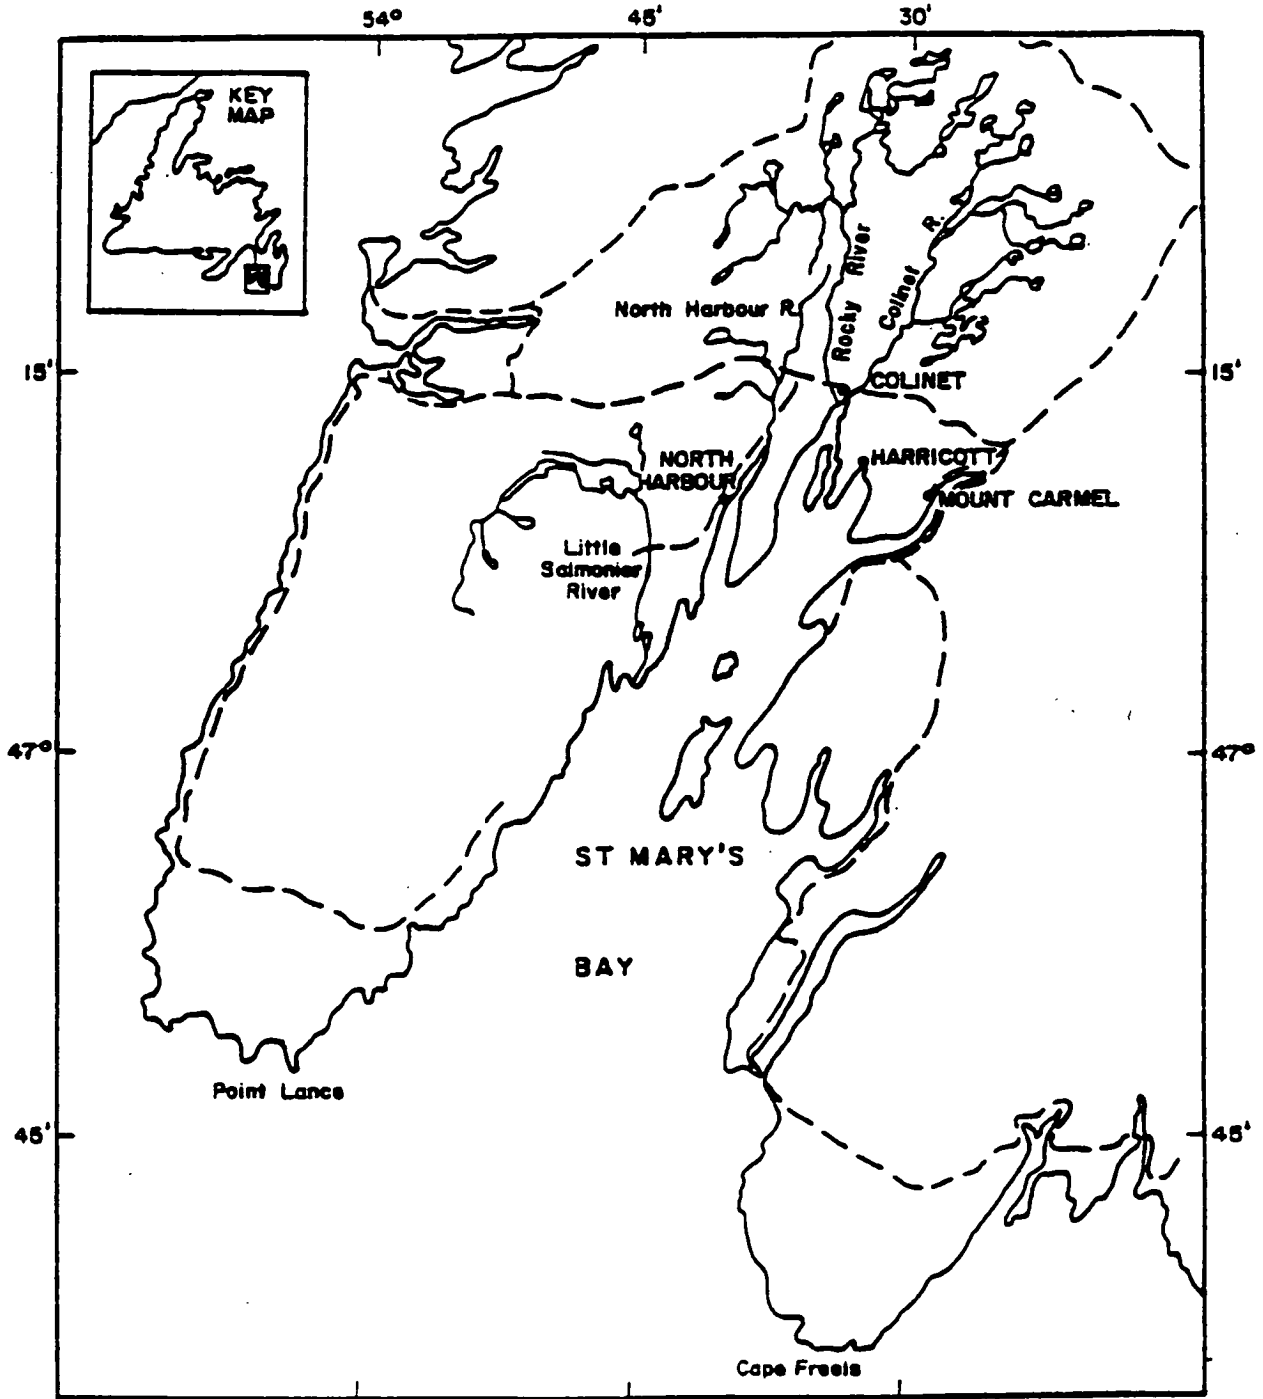 54° 45' 30'
KEY
MAP
North Harbour R.
Rocky River
Colinet R.
15' 15'
COLINET
NORTH
HARBOUR
HARRICOTT
MOUNT CARMEL
Little
Salmonier
River
47° 47°
ST MARY'S
BAY
Point Lance
45' 45'
Cape Freels